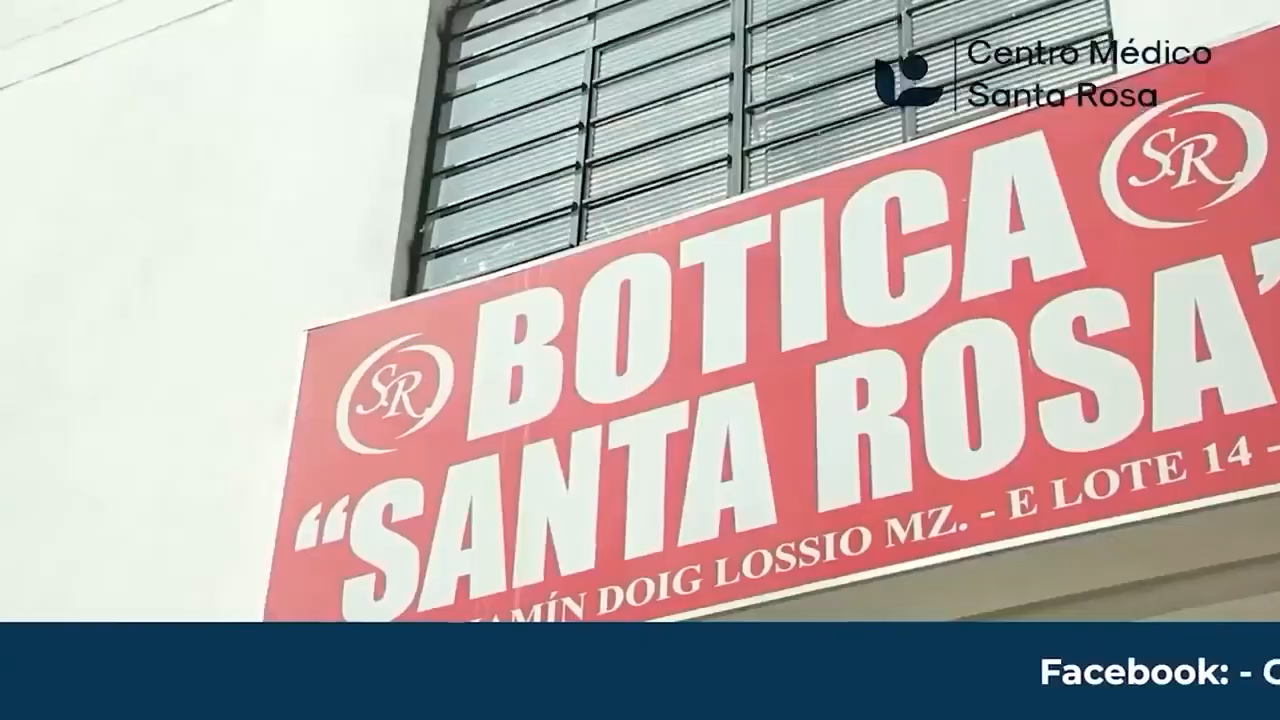 Centro Médico
Santa Rosa
SR
BOTICA
SR
“SANTA ROSA”
DOIG LOSSIO MZ. - E LOTE 14 -
Facebook: -